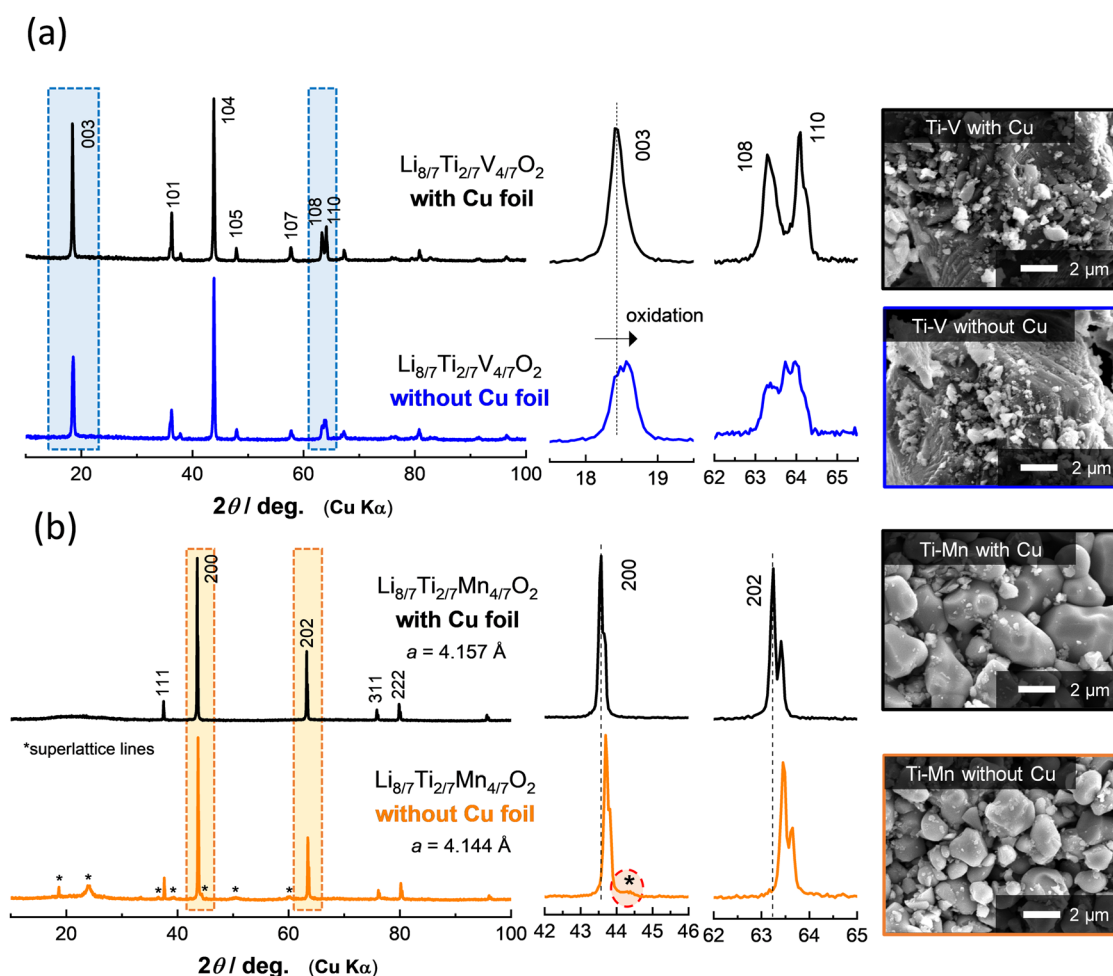 (a)
003
101
104
105
107
108
110
Li8/7Ti2/7V4/7O2
with Cu foil
Li8/7Ti2/7V4/7O2
without Cu foil
20
40
60
80
100
2θ / deg. (Cu Kα)
003
oxidation
18
19
108
110
62
63
64
65
Ti-V with Cu
2 μm
Ti-V without Cu
2 μm
(b)
111
200
202
311
222
Li8/7Ti2/7Mn4/7O2
with Cu foil
a = 4.157 Å
*superlattice lines
Li8/7Ti2/7Mn4/7O2
without Cu foil
a = 4.144 Å
* * * * * * *
20
40
60
80
100
2θ / deg. (Cu Kα)
200
*
42
43
44
45
46
202
62
63
64
65
Ti-Mn with Cu
2 μm
Ti-Mn without Cu
2 μm